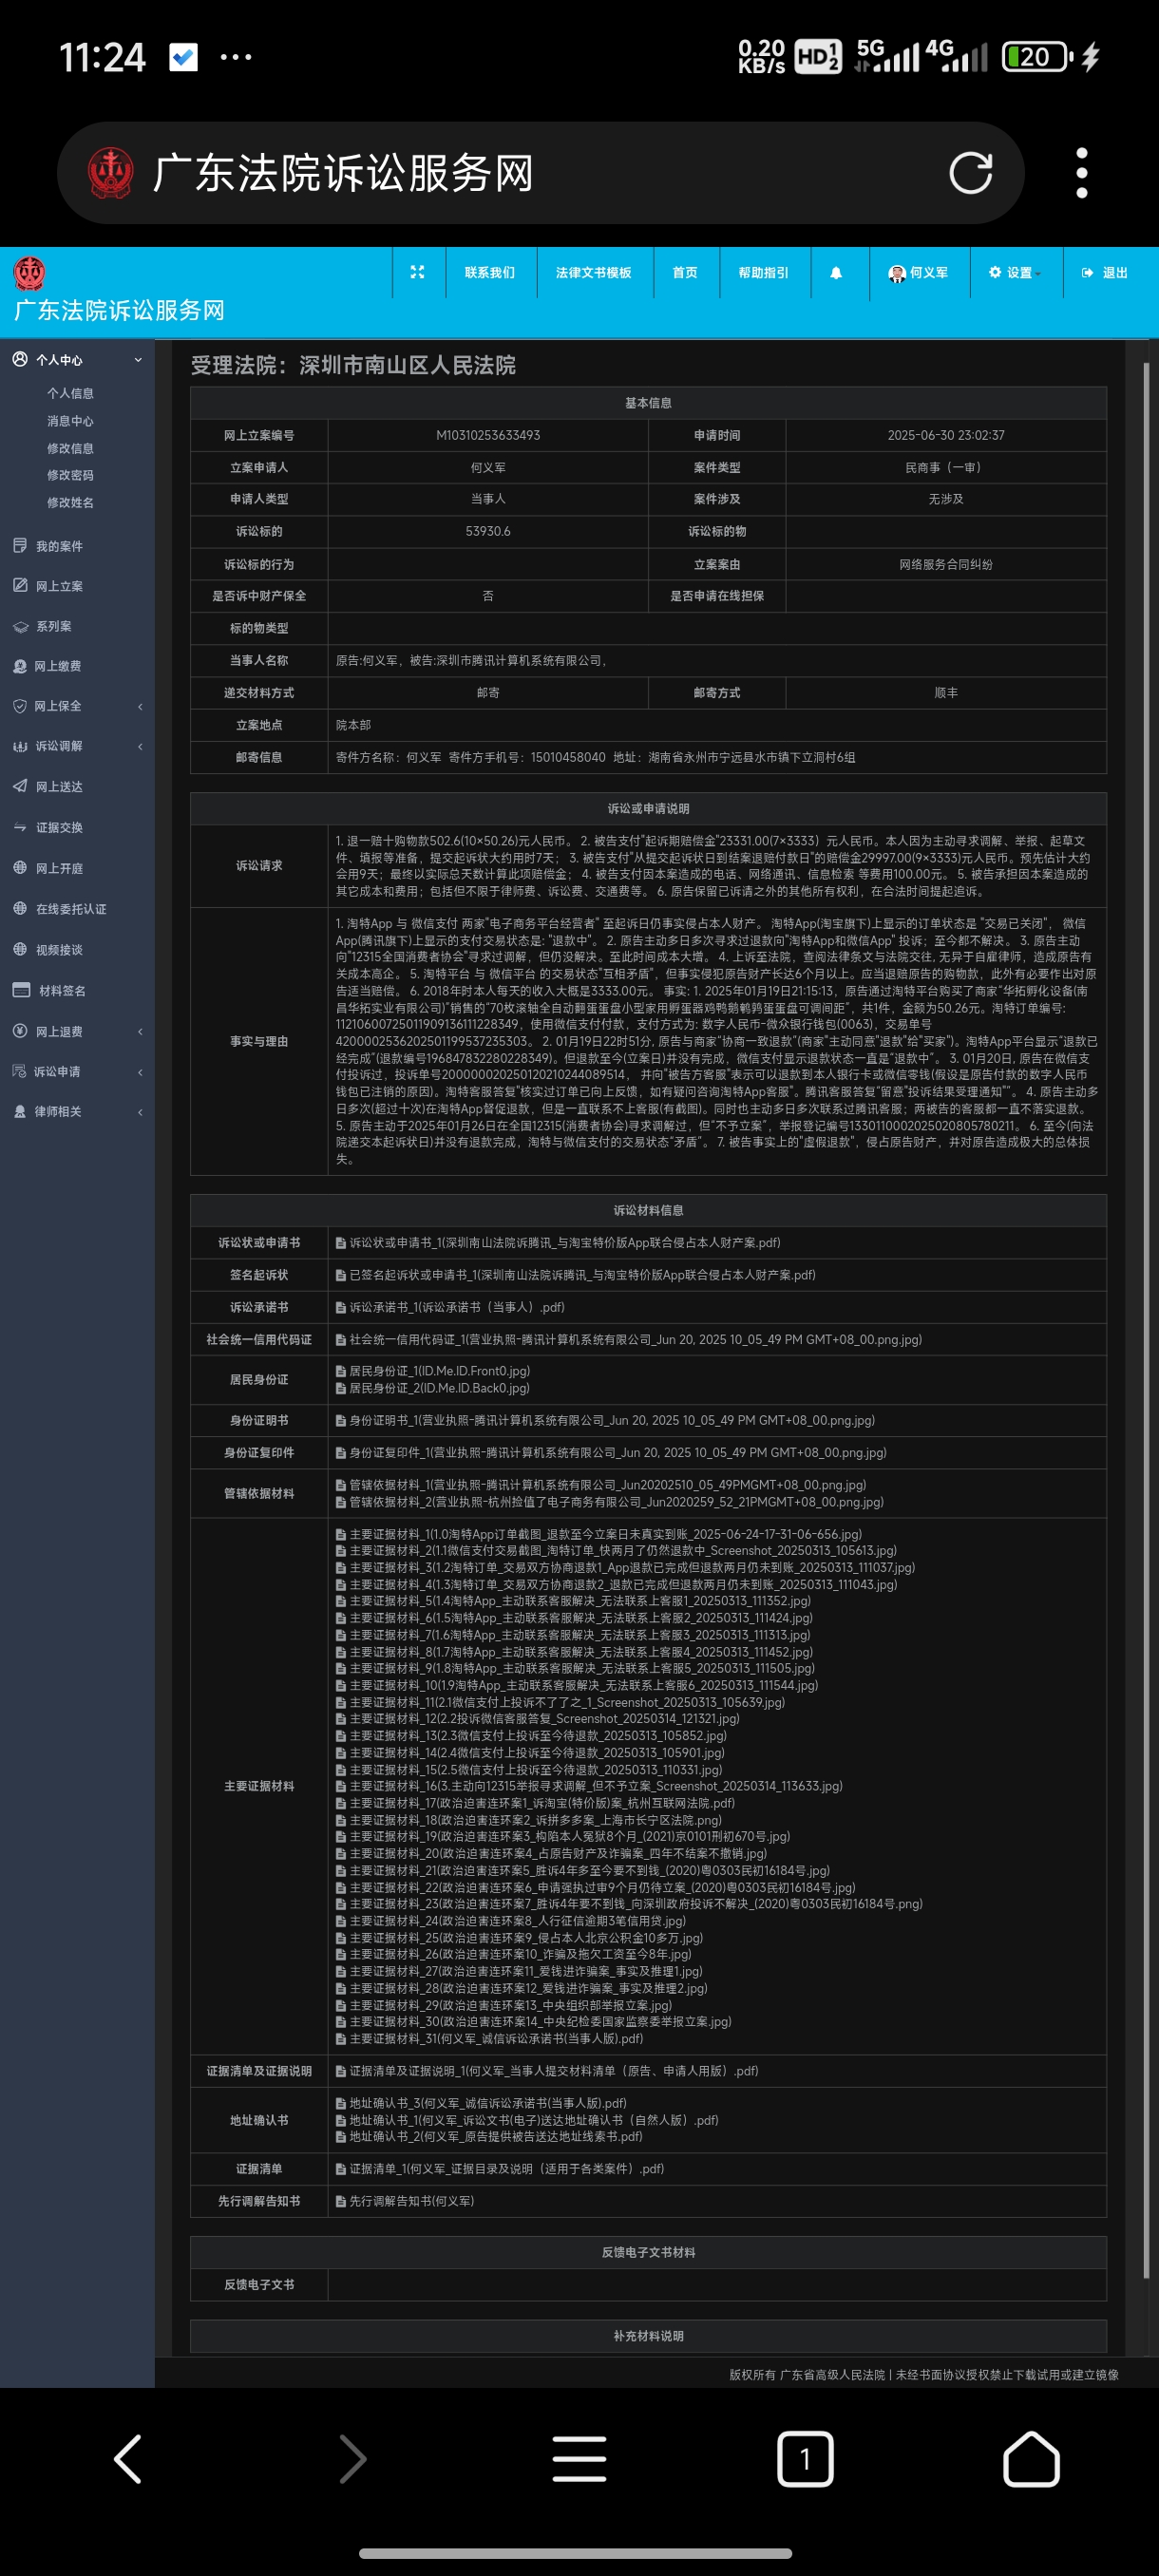 11:24
0.20 KB/s HD 1 2 5G 4G 20
广东法院诉讼服务网
联系我们 法律文书模板 首页 帮助指引 何义军 设置 退出
广东法院诉讼服务网
个人中心
个人信息
消息中心
修改信息
修改密码
修改姓名
我的案件
网上立案
系列案
网上缴费
网上保全
诉讼调解
网上送达
证据交换
网上开庭
在线委托认证
视频接谈
材料签名
网上退费
诉讼申请
律师相关
受理法院：深圳市南山区人民法院
基本信息
网上立案编号 M10310253633493 申请时间 2025-06-30 23:02:37
立案申请人 何义军 案件类型 民商事（一审）
申请人类型 当事人 案件涉及 无涉及
诉讼标的 53930.6 诉讼标的物
诉讼标的行为 立案案由 网络服务合同纠纷
是否诉中财产保全 否 是否申请在线担保
标的物类型
当事人名称 原告:何义军，被告:深圳市腾讯计算机系统有限公司，
递交材料方式 邮寄 邮寄方式 顺丰
立案地点 院本部
邮寄信息 寄件方名称：何义军 寄件方手机号：15010458040 地址：湖南省永州市宁远县水市镇下立洞村6组
诉讼或申请说明
诉讼请求
1. 退一赔十购物款502.6(10×50.26)元人民币。 2. 被告支付"起诉期赔偿金"23331.00(7×3333）元人民币。本人因为主动寻求调解、举报、起草文
件、填报等准备，提交起诉状大约用时7天； 3. 被告支付"从提交起诉状日到结案退赔付款日"的赔偿金29997.00(9×3333)元人民币。预先估计大约
会用9天；最终以实际总天数计算此项赔偿金； 4. 被告支付因本案造成的电话、网络通讯、信息检索 等费用100.00元。 5. 被告承担因本案造成的
其它成本和费用；包括但不限于律师费、诉讼费、交通费等。 6. 原告保留已诉请之外的其他所有权利，在合法时间提起追诉。
事实与理由
1. 淘特App 与 微信支付 两家"电子商务平台经营者" 至起诉日仍事实侵占本人财产。 淘特App(淘宝旗下)上显示的订单状态是 "交易已关闭"， 微信
App(腾讯旗下)上显示的支付交易状态是: "退款中"。 2. 原告主动多日多次寻求过退款向"淘特App和微信App" 投诉；至今都不解决。 3. 原告主动
向"12315全国消费者协会"寻求过调解，但仍没解决。至此时间成本大增。 4. 上诉至法院，查阅法律条文与法院交往, 无异于自雇律师，造成原告有
关成本高企。 5. 淘特平台 与 微信平台 的交易状态"互相矛盾"，但事实侵犯原告财产长达6个月以上。应当退赔原告的购物款，此外有必要作出对原
告适当赔偿。 6. 2018年时本人每天的收入大概是3333.00元。 事实: 1. 2025年01月19日21:15:13，原告通过淘特平台购买了商家“华拓孵化设备(南
昌华拓实业有限公司)”销售的“70枚滚轴全自动翻蛋蛋盘小型家用孵蛋器鸡鸭鹅鹌鹑蛋蛋盘可调间距”，共1件，金额为50.26元。淘特订单编号:
1121060072501190913611128349，使用微信支付付款，支付方式为: 数字人民币-微众银行钱包(0063)，交易单号
4200002536202501199537235303。 2. 01月19日22时51分, 原告与商家“协商一致退款”(商家“主动同意”退款“给”买家”)。淘特App平台显示“退款已
经完成”(退款编号196847832280228349)。但退款至今(立案日)并没有完成，微信支付显示退款状态一直是“退款中”。 3. 01月20日, 原告在微信支
付投诉过，投诉单号200000020250120210244089514， 并向"被告方客服"表示可以退款到本人银行卡或微信零钱(假设是原告付款的数字人民币
钱包已注销的原因)。淘特客服答复"核实过订单已向上反馈，如有疑问咨询淘特App客服"。腾讯客服答复"留意"投诉结果受理通知""。 4. 原告主动多
日多次(超过十次)在淘特App督促退款，但是一直联系不上客服(有截图)。同时也主动多日多次联系过腾讯客服；两被告的客服都一直不落实退款。
5. 原告主动于2025年01月26日在全国12315(消费者协会)寻求调解过，但“不予立案”，举报登记编号1330110002025020805780211。 6. 至今(向法
院递交本起诉状日)并没有退款完成，淘特与微信支付的交易状态“矛盾”。 7. 被告事实上的"虚假退款"，侵占原告财产，并对原告造成极大的总体损
失。
诉讼材料信息
诉讼状或申请书 诉讼状或申请书_1(深圳南山法院诉腾讯_与淘宝特价版App联合侵占本人财产案.pdf)
签名起诉状 已签名起诉状或申请书_1(深圳南山法院诉腾讯_与淘宝特价版App联合侵占本人财产案.pdf)
诉讼承诺书 诉讼承诺书_1(诉讼承诺书（当事人）.pdf)
社会统一信用代码证 社会统一信用代码证_1(营业执照-腾讯计算机系统有限公司_Jun 20, 2025 10_05_49 PM GMT+08_00.png.jpg)
居民身份证
居民身份证_1(ID.Me.ID.Front0.jpg)
居民身份证_2(ID.Me.ID.Back0.jpg)
身份证明书 身份证明书_1(营业执照-腾讯计算机系统有限公司_Jun 20, 2025 10_05_49 PM GMT+08_00.png.jpg)
身份证复印件 身份证复印件_1(营业执照-腾讯计算机系统有限公司_Jun 20, 2025 10_05_49 PM GMT+08_00.png.jpg)
管辖依据材料
管辖依据材料_1(营业执照-腾讯计算机系统有限公司_Jun20202510_05_49PMGMT+08_00.png.jpg)
管辖依据材料_2(营业执照-杭州捡值了电子商务有限公司_Jun2020259_52_21PMGMT+08_00.png.jpg)
主要证据材料
主要证据材料_1(1.0淘特App订单截图_退款至今立案日未真实到账_2025-06-24-17-31-06-656.jpg)
主要证据材料_2(1.1微信支付交易截图_淘特订单_快两月了仍然退款中_Screenshot_20250313_105613.jpg)
主要证据材料_3(1.2淘特订单_交易双方协商退款1_App退款已完成但退款两月仍未到账_20250313_111037.jpg)
主要证据材料_4(1.3淘特订单_交易双方协商退款2_退款已完成但退款两月仍未到账_20250313_111043.jpg)
主要证据材料_5(1.4淘特App_主动联系客服解决_无法联系上客服1_20250313_111352.jpg)
主要证据材料_6(1.5淘特App_主动联系客服解决_无法联系上客服2_20250313_111424.jpg)
主要证据材料_7(1.6淘特App_主动联系客服解决_无法联系上客服3_20250313_111313.jpg)
主要证据材料_8(1.7淘特App_主动联系客服解决_无法联系上客服4_20250313_111452.jpg)
主要证据材料_9(1.8淘特App_主动联系客服解决_无法联系上客服5_20250313_111505.jpg)
主要证据材料_10(1.9淘特App_主动联系客服解决_无法联系上客服6_20250313_111544.jpg)
主要证据材料_11(2.1微信支付上投诉不了了之_1_Screenshot_20250313_105639.jpg)
主要证据材料_12(2.2投诉微信客服答复_Screenshot_20250314_121321.jpg)
主要证据材料_13(2.3微信支付上投诉至今待退款_20250313_105852.jpg)
主要证据材料_14(2.4微信支付上投诉至今待退款_20250313_105901.jpg)
主要证据材料_15(2.5微信支付上投诉至今待退款_20250313_110331.jpg)
主要证据材料_16(3.主动向12315举报寻求调解_但不予立案_Screenshot_20250314_113633.jpg)
主要证据材料_17(政治迫害连环案1_诉淘宝(特价版)案_杭州互联网法院.pdf)
主要证据材料_18(政治迫害连环案2_诉拼多多案_上海市长宁区法院.png)
主要证据材料_19(政治迫害连环案3_构陷本人冤狱8个月_(2021)京0101刑初670号.jpg)
主要证据材料_20(政治迫害连环案4_占原告财产及诈骗案_四年不结案不撤销.jpg)
主要证据材料_21(政治迫害连环案5_胜诉4年多至今要不到钱_(2020)粤0303民初16184号.jpg)
主要证据材料_22(政治迫害连环案6_申请强执过审9个月仍待立案_(2020)粤0303民初16184号.jpg)
主要证据材料_23(政治迫害连环案7_胜诉4年要不到钱_向深圳政府投诉不解决_(2020)粤0303民初16184号.png)
主要证据材料_24(政治迫害连环案8_人行征信逾期3笔信用贷.jpg)
主要证据材料_25(政治迫害连环案9_侵占本人北京公积金10多万.jpg)
主要证据材料_26(政治迫害连环案10_诈骗及拖欠工资至今8年.jpg)
主要证据材料_27(政治迫害连环案11_爱钱进诈骗案_事实及推理1.jpg)
主要证据材料_28(政治迫害连环案12_爱钱进诈骗案_事实及推理2.jpg)
主要证据材料_29(政治迫害连环案13_中央组织部举报立案.jpg)
主要证据材料_30(政治迫害连环案14_中央纪检委国家监察委举报立案.jpg)
主要证据材料_31(何义军_诚信诉讼承诺书(当事人版).pdf)
证据清单及证据说明 证据清单及证据说明_1(何义军_当事人提交材料清单（原告、申请人用版）.pdf)
地址确认书
地址确认书_3(何义军_诚信诉讼承诺书(当事人版).pdf)
地址确认书_1(何义军_诉讼文书(电子)送达地址确认书（自然人版）.pdf)
地址确认书_2(何义军_原告提供被告送达地址线索书.pdf)
证据清单 证据清单_1(何义军_证据目录及说明（适用于各类案件）.pdf)
先行调解告知书 先行调解告知书(何义军)
反馈电子文书材料
反馈电子文书
补充材料说明
版权所有 广东省高级人民法院 | 未经书面协议授权禁止下载试用或建立镜像
1